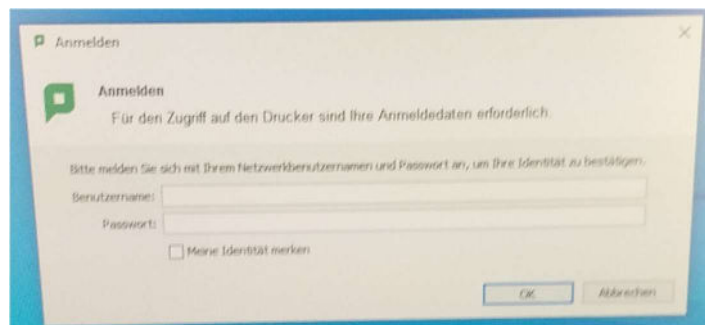 Anmelden
Anmelden
Für den Zugriff auf den Drucker sind Ihre Anmeldedaten erforderlich.
Bitte melden Sie sich mit Ihrem Netzwerkbenutzernamen und Passwort an, um Ihre Identität zu bestätigen.
Benutzername:
Passwort:
Meine Identität merken
OK
Abbrechen